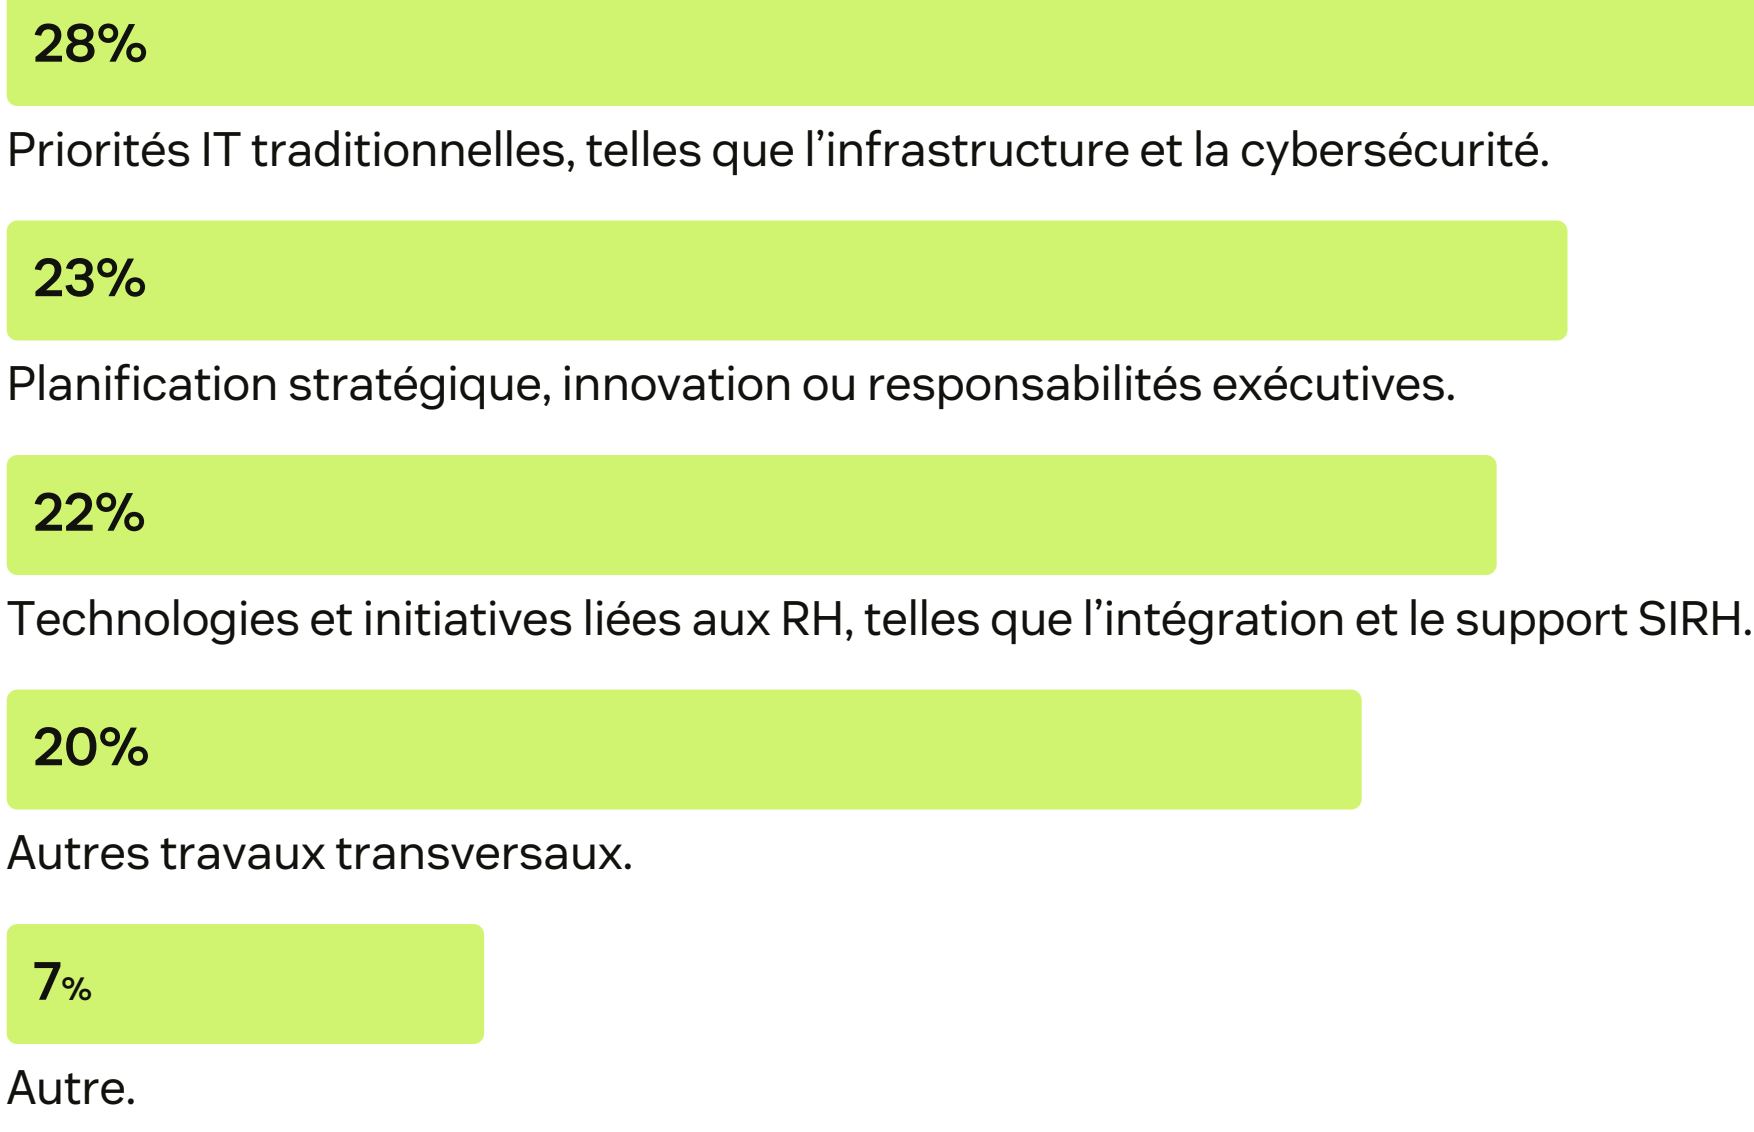 28%
Priorités IT traditionnelles, telles que l’infrastructure et la cybersécurité.
23%
Planification stratégique, innovation ou responsabilités exécutives.
22%
Technologies et initiatives liées aux RH, telles que l’intégration et le support SIRH.
20%
Autres travaux transversaux.
7%
Autre.